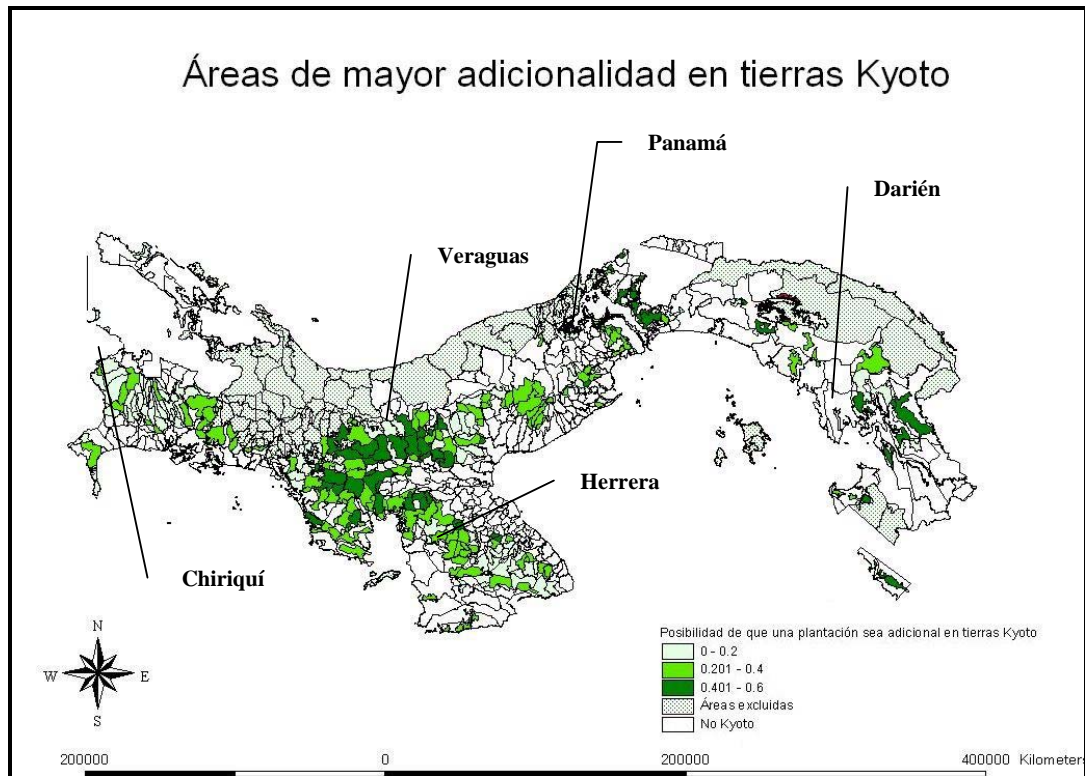 Áreas de mayor adicionalidad en tierras Kyoto
Panamá
Darién
Veraguas
Herrera
Chiriquí
N
W E
S
Posibilidad de que una plantación sea adicional en tierras Kyoto
0 - 0.2
0.201 - 0.4
0.401 - 0.6
Áreas excluidas
No Kyoto
200000 0 200000 400000 Kilometers